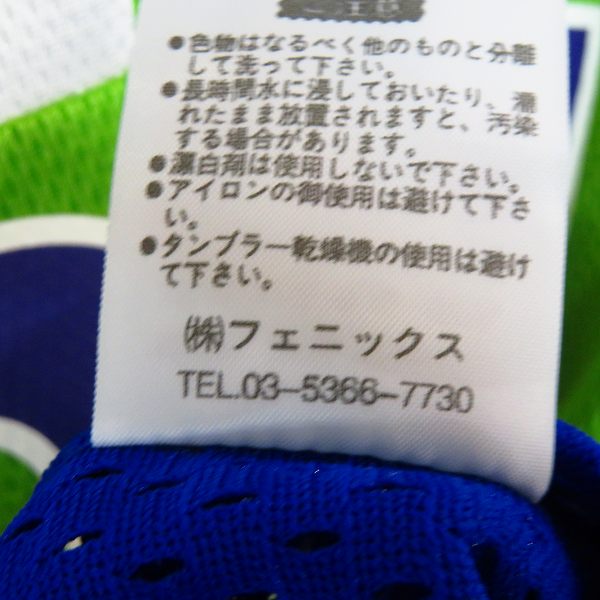 ご注意
●色物はなるべく他のものと分離
して洗って下さい。
●長時間水に浸しておいたり、濡
れたまま放置されますと、汚染
する場合があります。
●漂白剤は使用しないで下さい。
●アイロンの御使用は避けて下さ
い。
●タンブラー乾燥機の使用は避け
て下さい。
㈱フェニックス
TEL.03-5366-7730